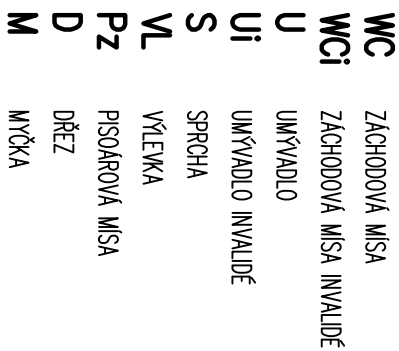 WC ZÁCHODOVÁ MÍSA
WCi ZÁCHODOVÁ MÍSA INVALIDÉ
U UMÝVADLO
Ui UMÝVADLO INVALIDÉ
S SPRCHA
VL VÝLEVKA
Pz PISOÁROVÁ MÍSA
D DŘEZ
M MYČKA